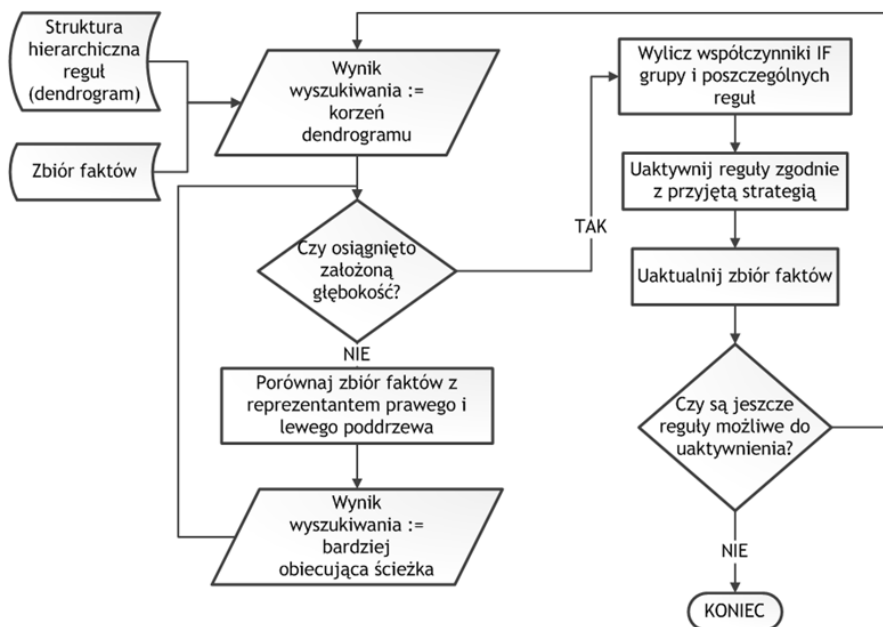 Struktura
hierarchiczna
reguł
(dendrogram)
Zbiór faktów
Wynik
wyszukiwania :=
korzeń
dendrogramu
Czy osiągnięto
założoną
głębokość?
TAK
NIE
Porównaj zbiór faktów z
reprezentantem prawego i
lewego poddrzewa
Wynik
wyszukiwania :=
bardziej
obiecująca ścieżka
Wylicz współczynniki IF
grupy i poszczególnych
reguł
Uaktywnij reguły zgodnie
z przyjętą strategią
Uaktualnij zbiór faktów
Czy są jeszcze
reguły możliwe do
uaktywnienia?
NIE
KONIEC